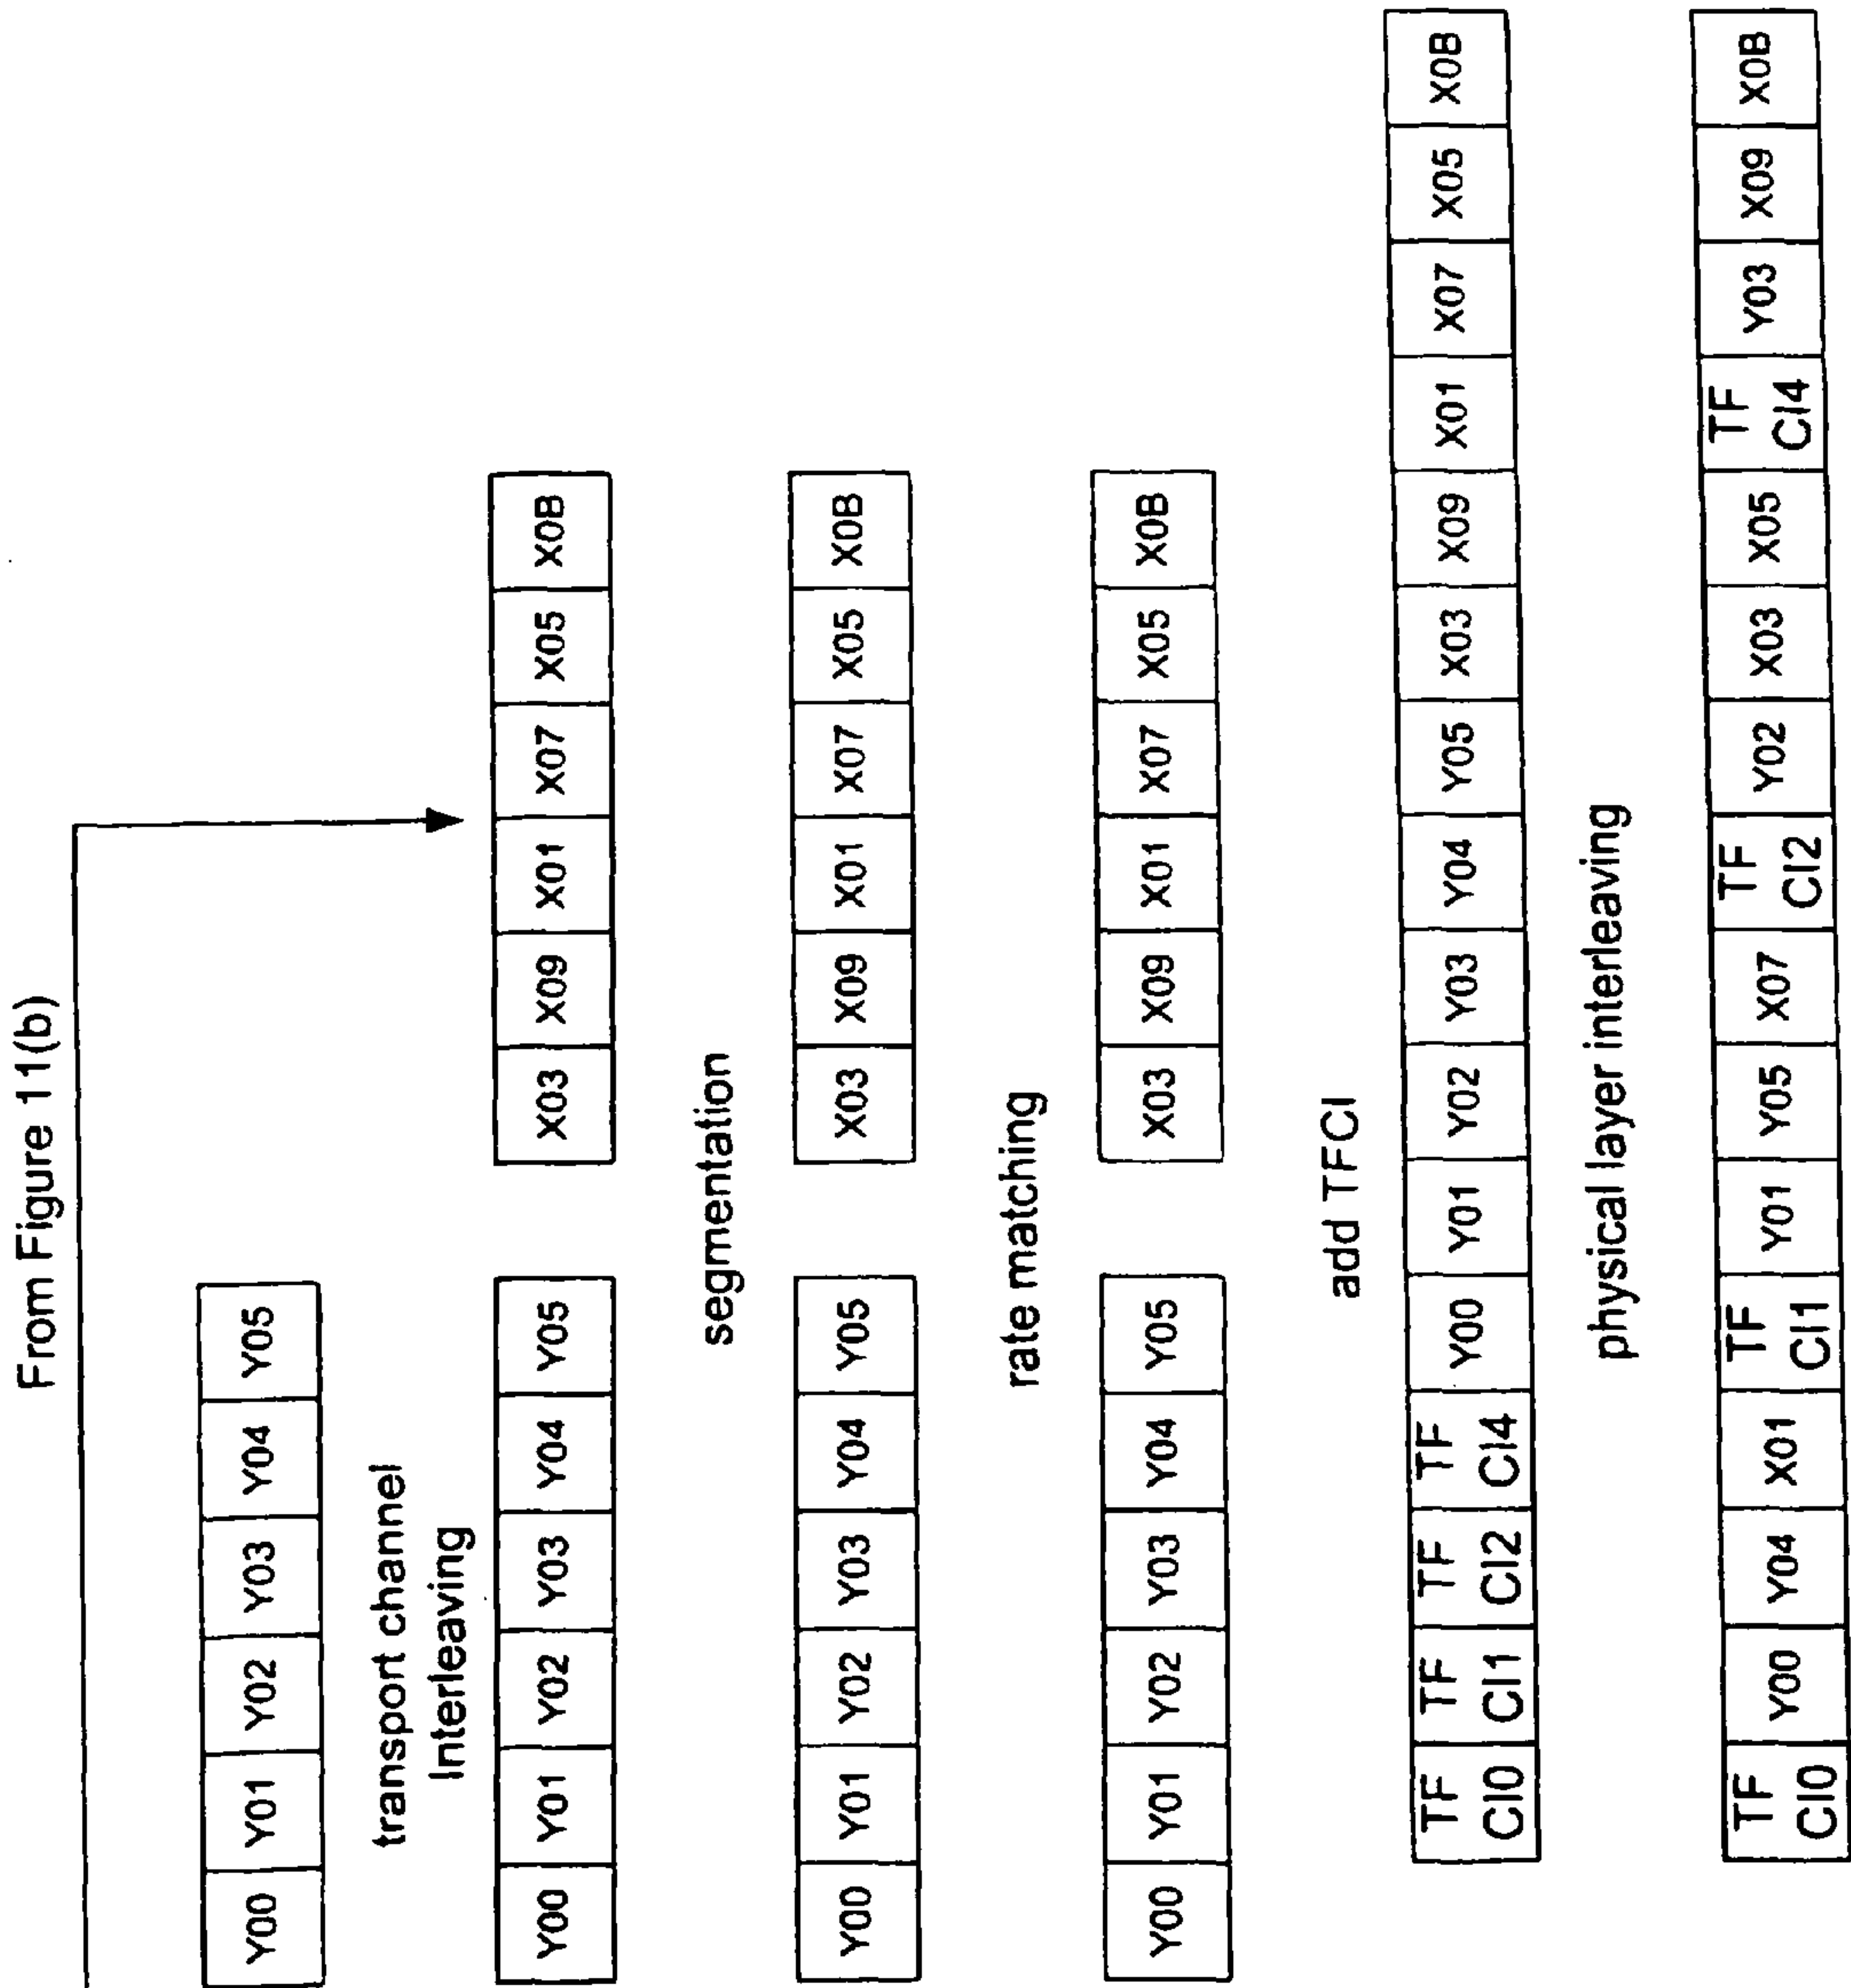 From Figure 11(b)
Y00 Y01 Y02 Y03 Y04 Y05
transport channel
Interleaving
Y00 Y01 Y02 Y03 Y04 Y05 X03 X09 X01 X07 X05 X0B
segmentation
Y00 Y01 Y02 Y03 Y04 Y05 X03 X09 X01 X07 X05 X0B
rate matching
Y00 Y01 Y02 Y03 Y04 Y05 X03 X09 X01 X07 X05 X0B
add TFCI
TF CI0 TF CI1 TF CI2 TF CI4 Y00 Y01 Y02 Y03 Y04 Y05 X03 X09 X01 X07 X05 X0B
physical layer interleaving
TF CI0 Y00 Y04 X01 TF CI1 Y01 Y05 X07 TF CI2 Y02 X03 X05 TF CI4 Y03 X09 X0B